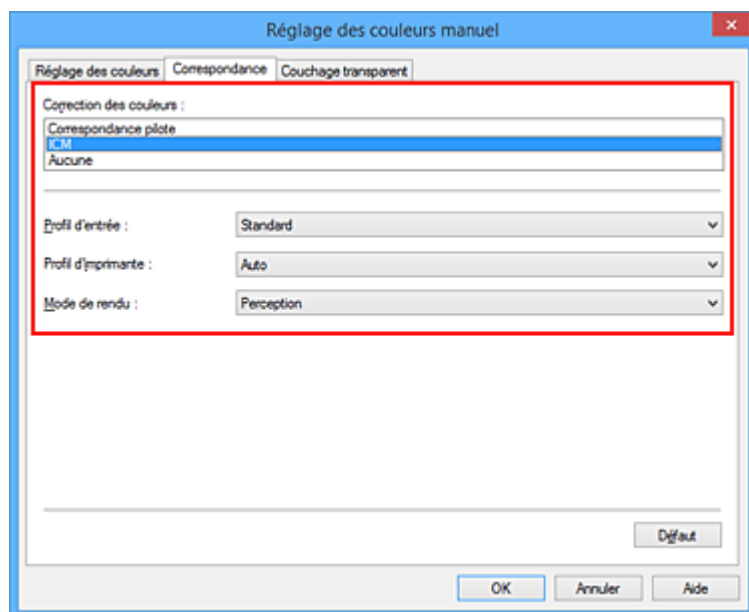 Réglage des couleurs manuel
Réglage des couleurs Correspondance Couchage transparent
Correction des couleurs :
Correspondance pilote
ICM
Aucune
Profil d'entrée : Standard
Profil d'imprimante : Auto
Mode de rendu : Perception
Défaut
OK Annuler Aide